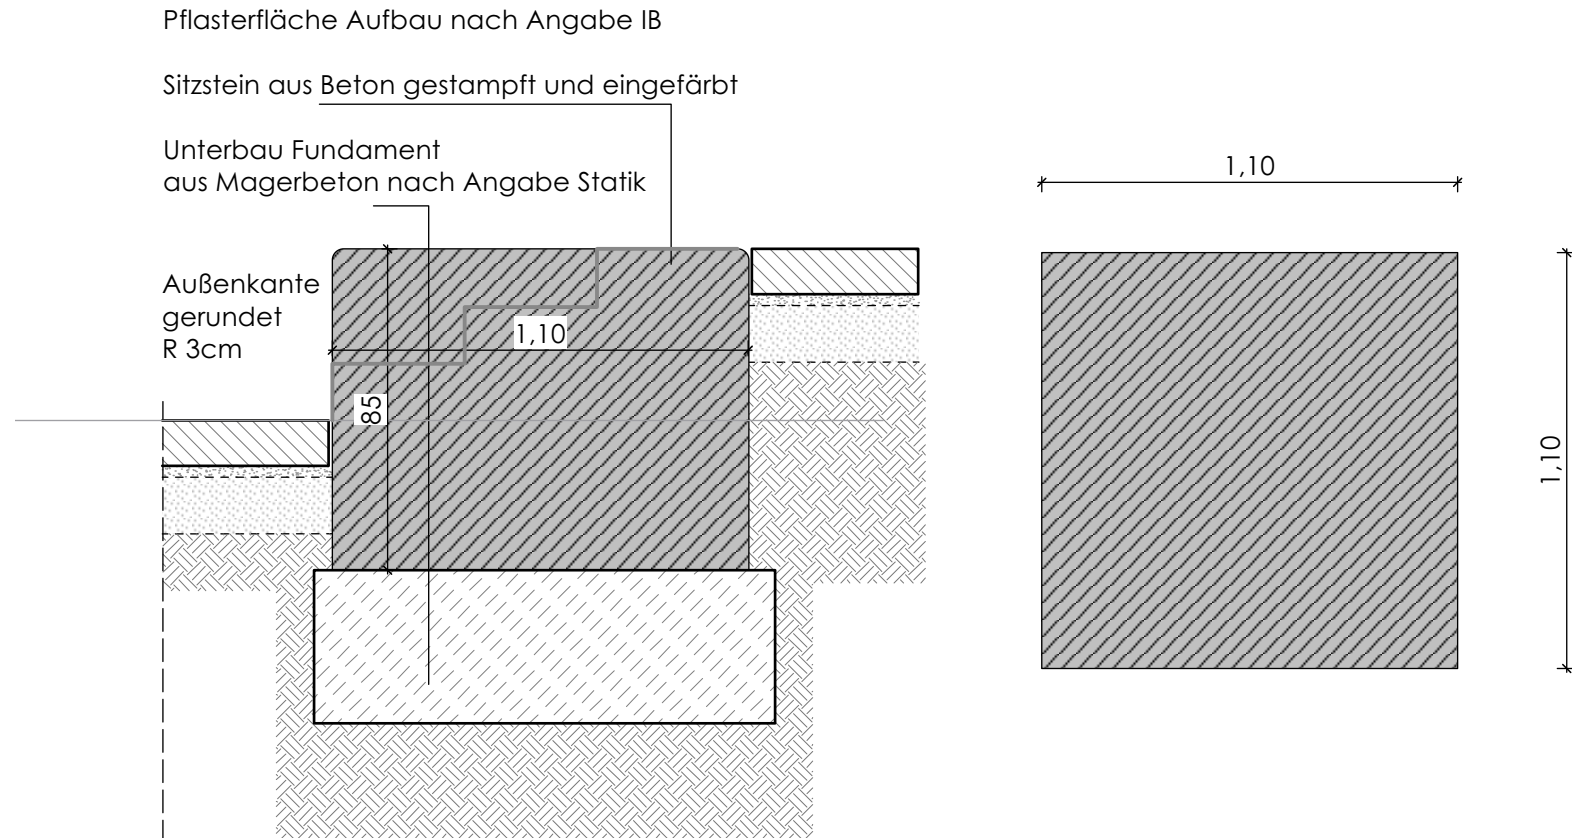 Pflasterfläche Aufbau nach Angabe IB
Sitzstein aus Beton gestampft und eingefärbt
Unterbau Fundament
aus Magerbeton nach Angabe Statik
Außenkante
gerundet
R 3cm
1,10
85
1,10
1,10